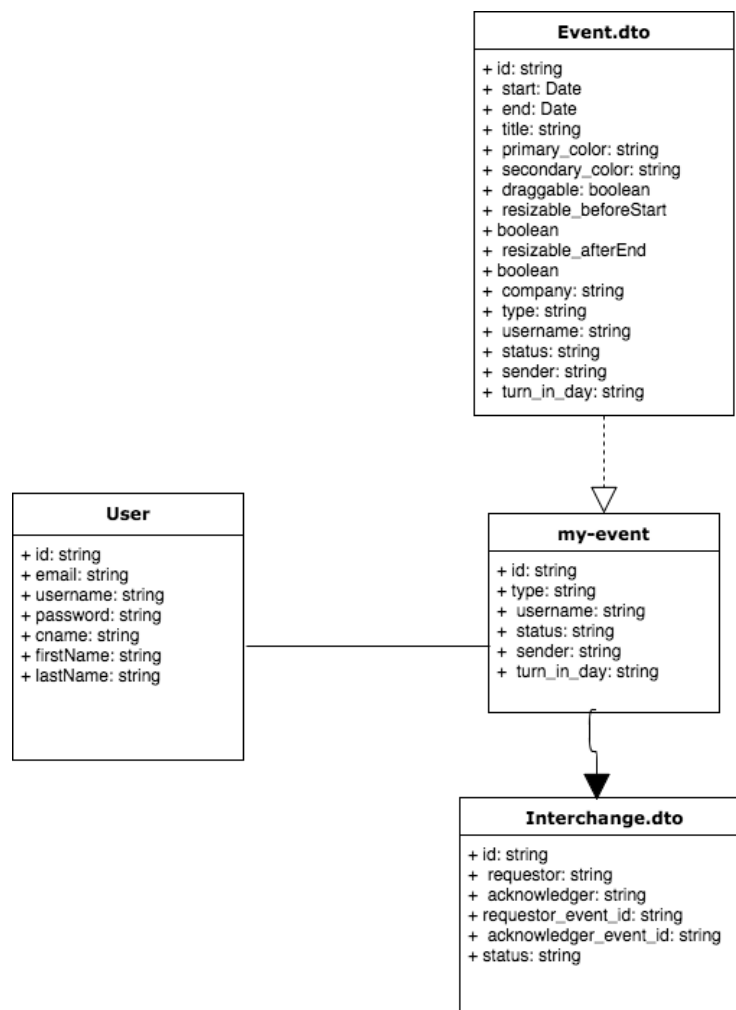 Event.dto
+ id: string
+ start: Date
+ end: Date
+ title: string
+ primary_color: string
+ secondary_color: string
+ draggable: boolean
+ resizable_beforeStart
+ boolean
+ resizable_afterEnd
+ boolean
+ company: string
+ type: string
+ username: string
+ status: string
+ sender: string
+ turn_in_day: string
User
+ id: string
+ email: string
+ username: string
+ password: string
+ cname: string
+ firstName: string
+ lastName: string
my-event
+ id: string
+ type: string
+ username: string
+ status: string
+ sender: string
+ turn_in_day: string
Interchange.dto
+ id: string
+ requestor: string
+ acknowledger: string
+ requestor_event_id: string
+ acknowledger_event_id: string
+ status: string